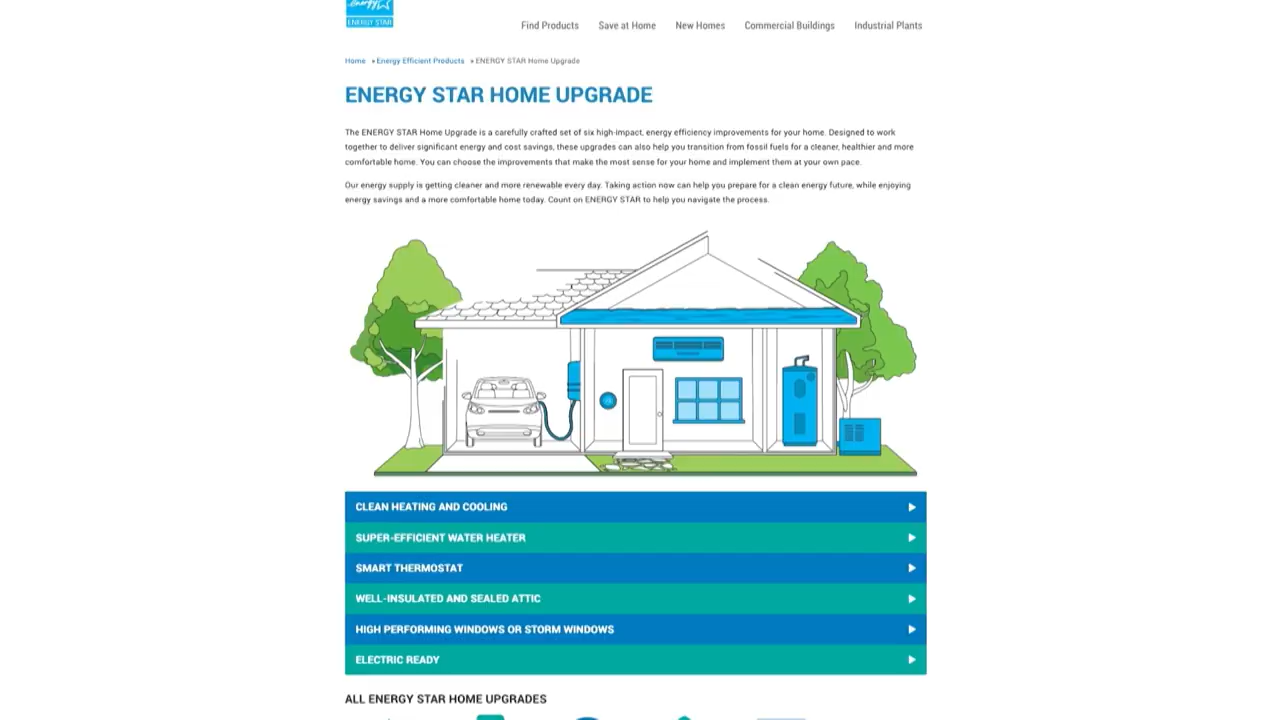 energy
ENERGY STAR
Find Products Save at Home New Homes Commercial Buildings Industrial Plants
Home » Energy Efficient Products » ENERGY STAR Home Upgrade
ENERGY STAR HOME UPGRADE
The ENERGY STAR Home Upgrade is a carefully crafted set of six high-impact, energy efficiency improvements for your home. Designed to work
together to deliver significant energy and cost savings, these upgrades can also help you transition from fossil fuels for a cleaner, healthier and more
comfortable home. You can choose the improvements that make the most sense for your home and implement them at your own pace.
Our energy supply is getting cleaner and more renewable every day. Taking action now can help you prepare for a clean energy future, while enjoying
energy savings and a more comfortable home today. Count on ENERGY STAR to help you navigate the process.
CLEAN HEATING AND COOLING
SUPER-EFFICIENT WATER HEATER
SMART THERMOSTAT
WELL-INSULATED AND SEALED ATTIC
HIGH PERFORMING WINDOWS OR STORM WINDOWS
ELECTRIC READY
ALL ENERGY STAR HOME UPGRADES